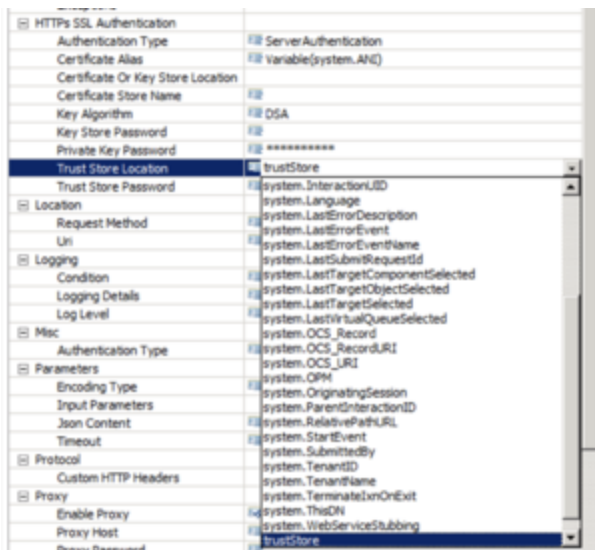 HTTPs SSL Authentication
Authentication Type ServerAuthentication
Certificate Alias Variable(system.ANI)
Certificate Or Key Store Location
Certificate Store Name
Key Algorithm DSA
Key Store Password
Private Key Password **********
Trust Store Location trustStore
Trust Store Password system.InteractionUID
Location system.Language
Request Method system.LastErrorDescription
system.LastErrorEvent
Uri system.LastErrorEventName
Logging system.LastSubmitRequestId
Condition system.LastTargetComponentSelected
Logging Details system.LastTargetObjectSelected
Log Level system.LastTargetSelected
system.LastVirtualQueueSelected
Misc system.OCS_Record
Authentication Type system.OCS_RecordURI
Parameters system.OCS_URI
Encoding Type system.OPM
system.OriginatingSession
Input Parameters system.ParentInteractionID
Json Content system.RelativePathURL
Timeout system.StartEvent
Protocol system.SubmittedBy
system.TenantID
Custom HTTP Headers system.TenantName
Proxy system.TerminateIxnOnExit
Enable Proxy system.ThisDN
Proxy Host system.WebServiceStubbing
Proxy Password trustStore